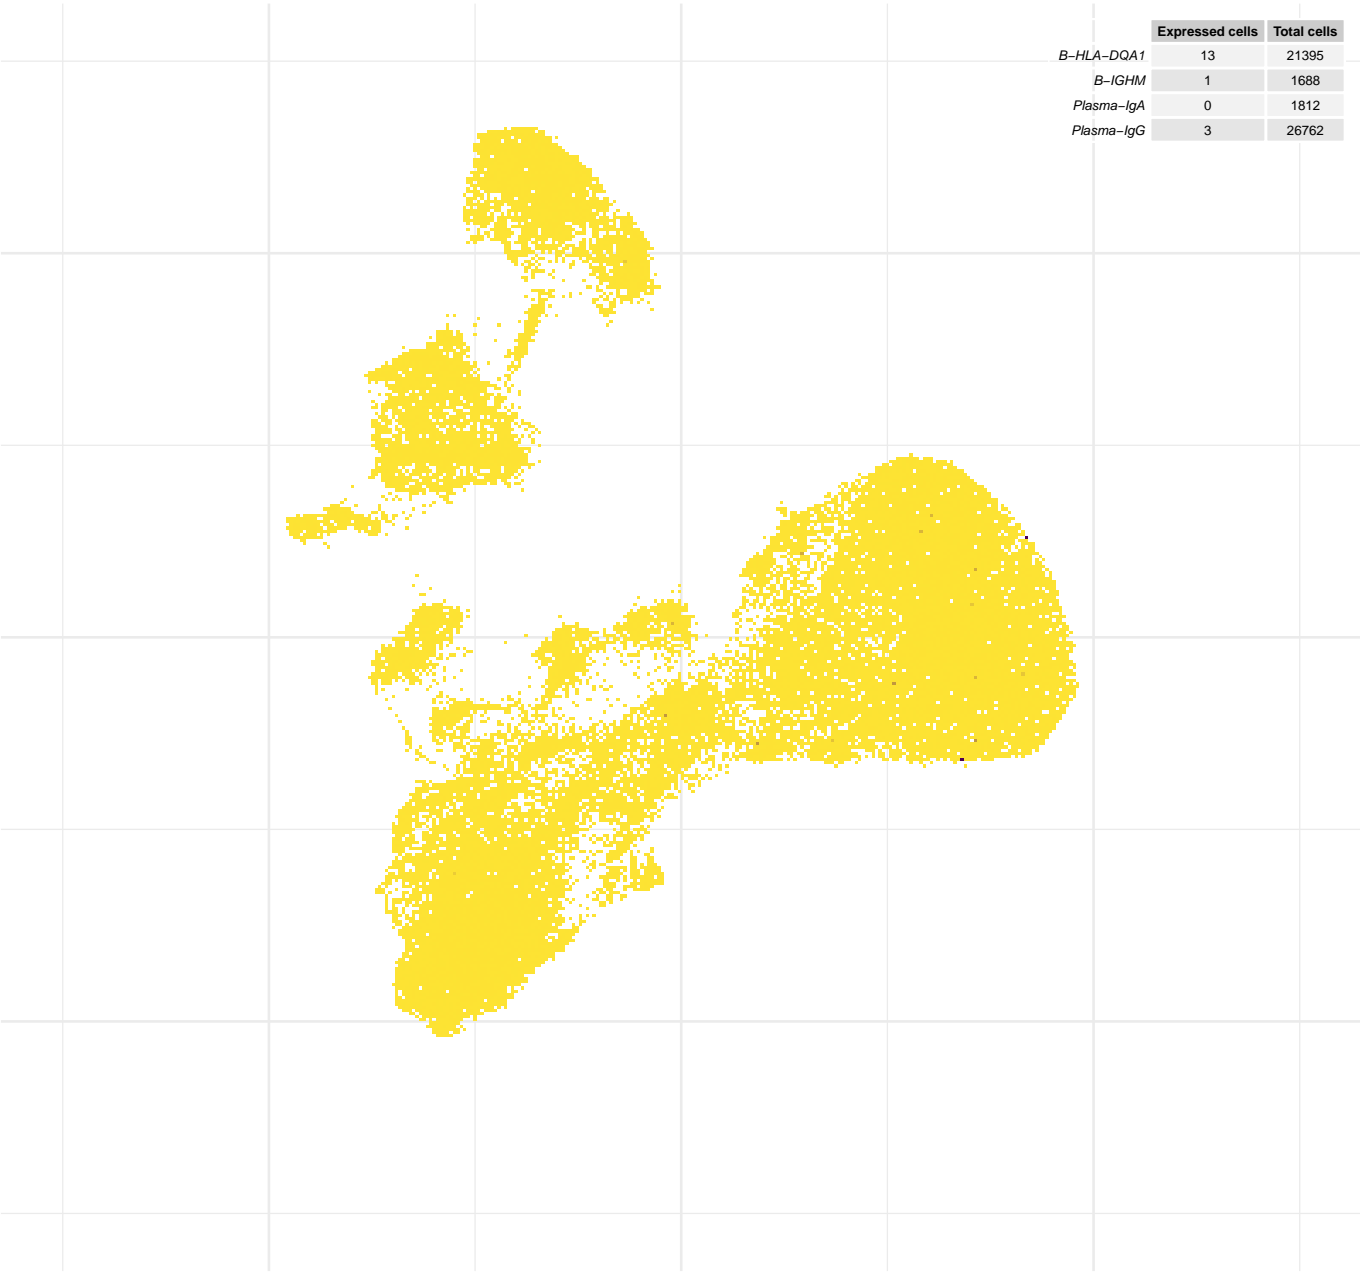 Expressed cells Total cells
B−HLA−DQA1 13 21395
B−IGHM 1 1688
Plasma−IgA 0 1812
Plasma−IgG 3 26762